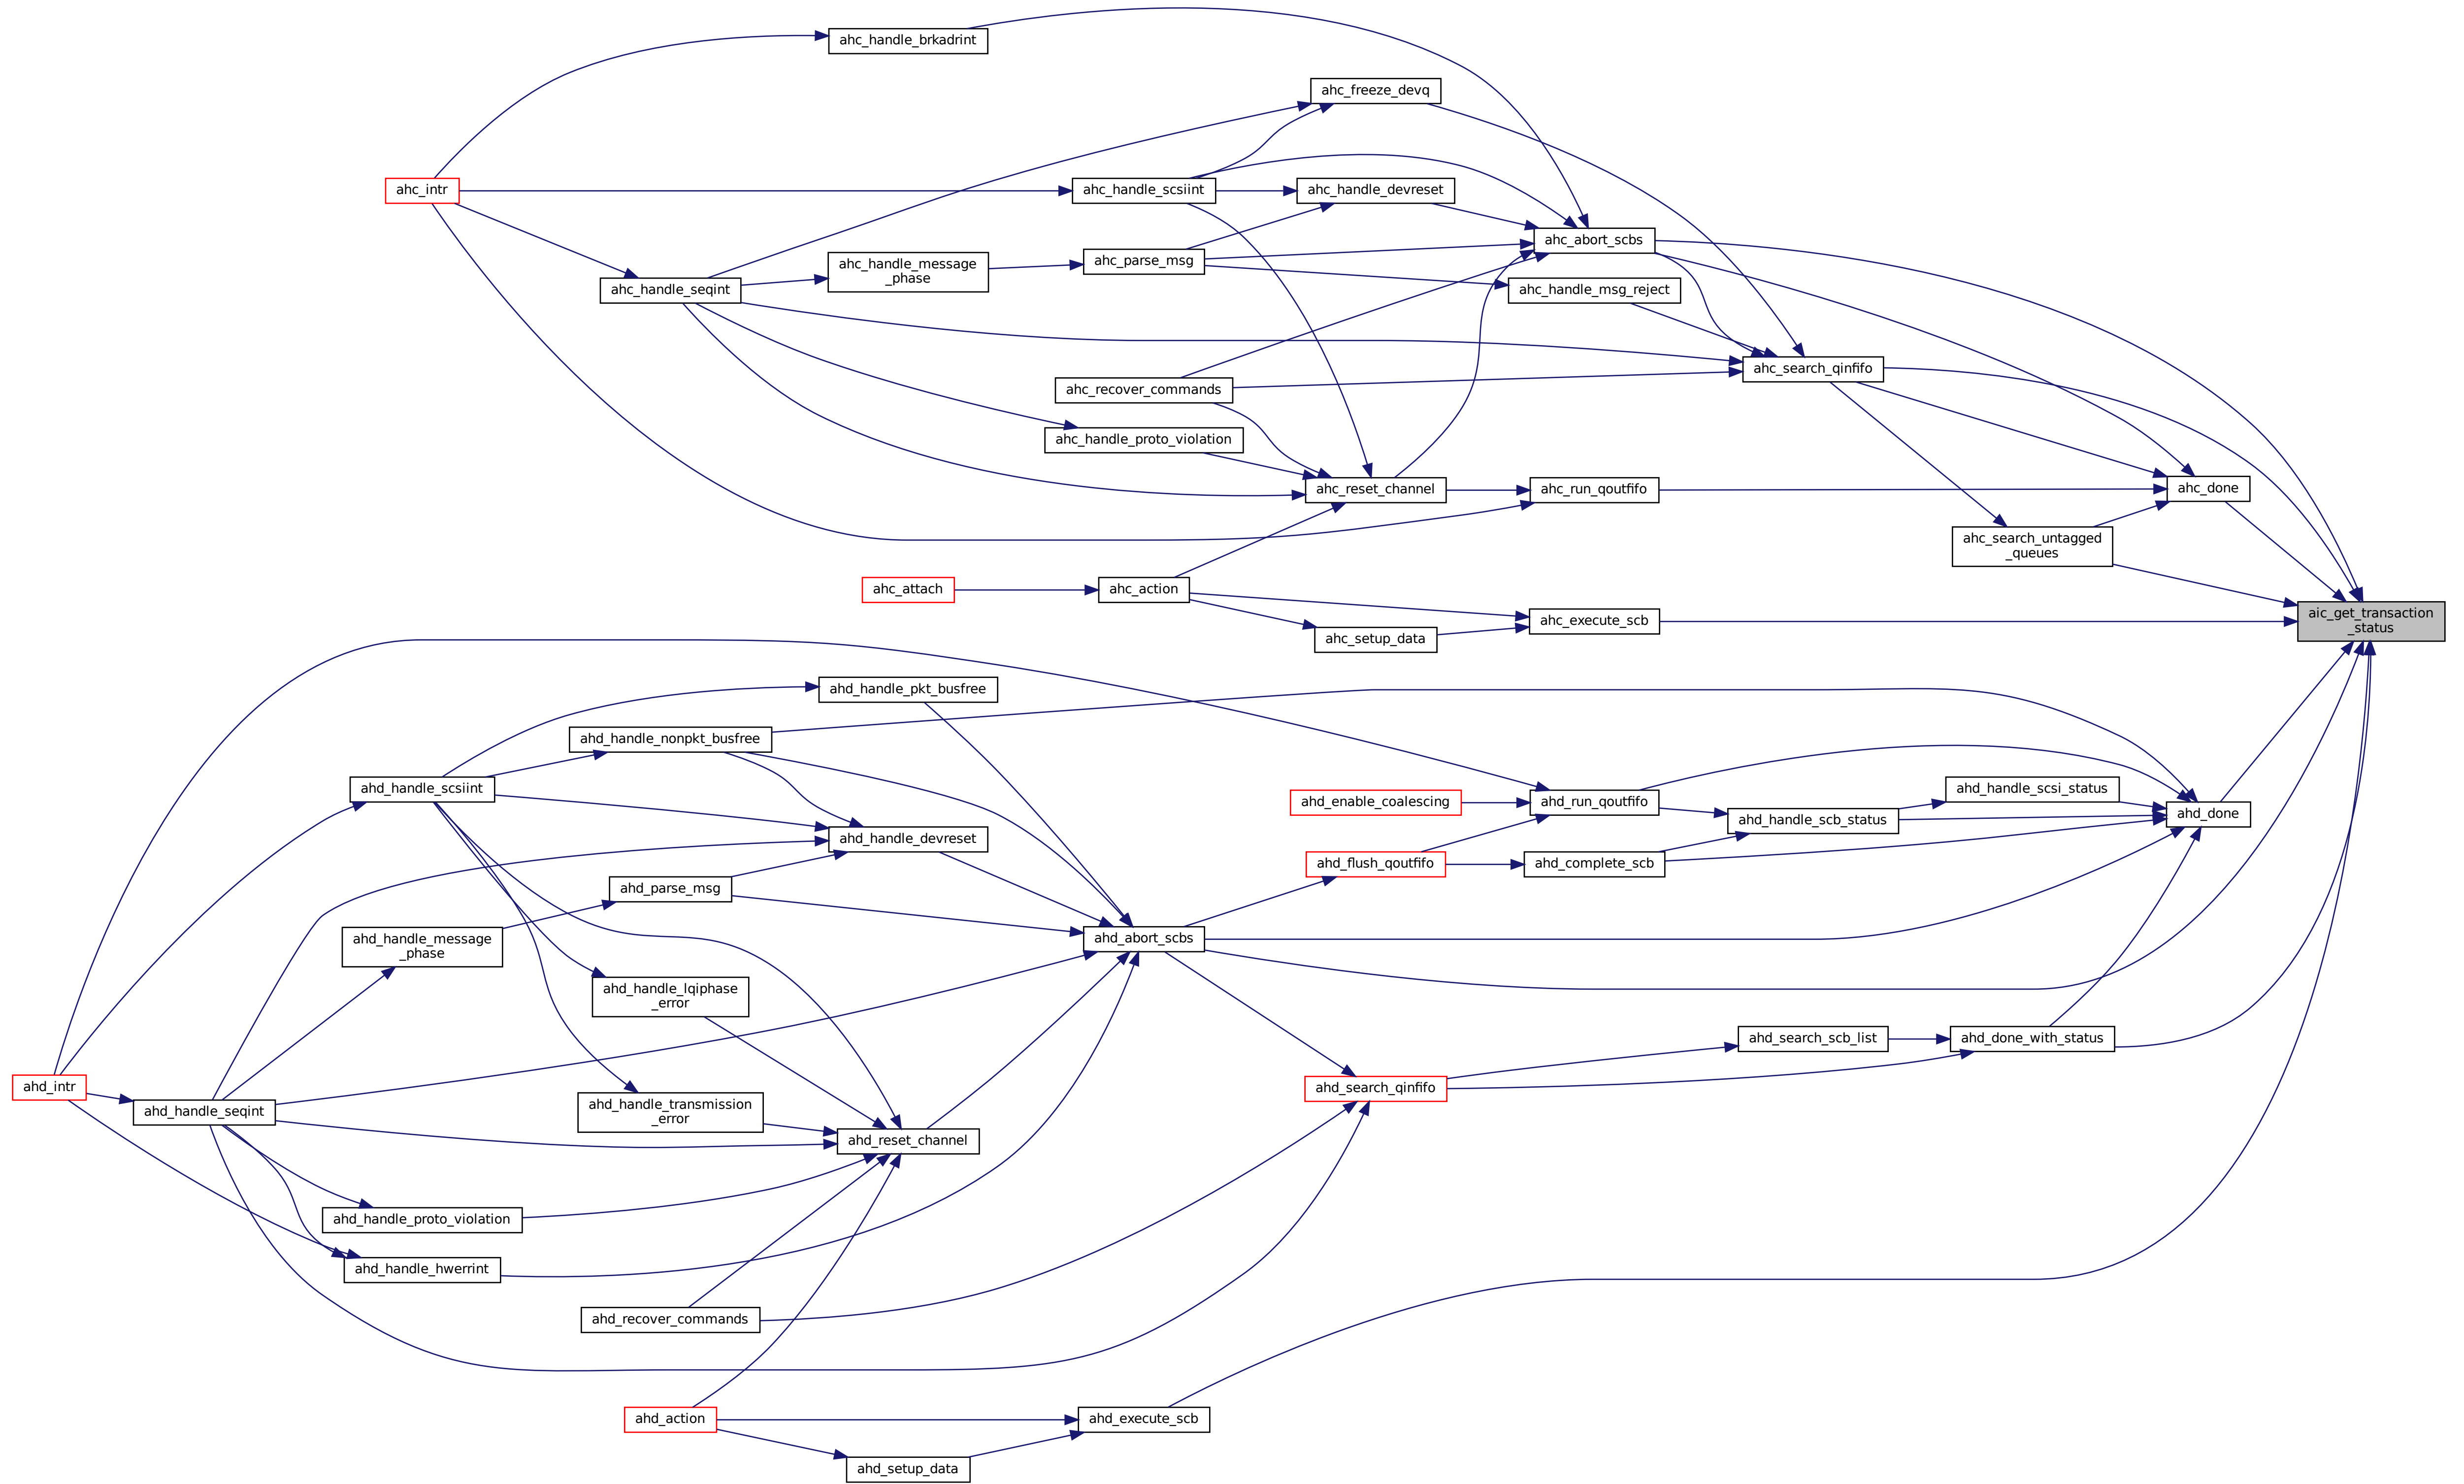 ahc_handle_brkadrint
ahc_freeze_devq
ahc_intr
ahc_handle_scsiint
ahc_handle_devreset
ahc_abort_scbs
ahc_parse_msg
ahc_handle_message
_phase
ahc_handle_seqint
ahc_handle_msg_reject
ahc_search_qinfifo
ahc_recover_commands
ahc_handle_proto_violation
ahc_reset_channel
ahc_run_qoutfifo
ahc_done
ahc_search_untagged
_queues
ahc_attach
ahc_action
ahc_execute_scb
ahc_setup_data
aic_get_transaction
_status
ahd_handle_pkt_busfree
ahd_handle_nonpkt_busfree
ahd_handle_scsiint
ahd_enable_coalescing
ahd_run_qoutfifo
ahd_handle_scsi_status
ahd_handle_scb_status
ahd_done
ahd_handle_devreset
ahd_flush_qoutfifo
ahd_complete_scb
ahd_parse_msg
ahd_handle_message
_phase
ahd_abort_scbs
ahd_handle_lqiphase
_error
ahd_search_scb_list
ahd_done_with_status
ahd_intr
ahd_handle_seqint
ahd_search_qinfifo
ahd_handle_transmission
_error
ahd_reset_channel
ahd_handle_proto_violation
ahd_handle_hwerrint
ahd_recover_commands
ahd_action
ahd_execute_scb
ahd_setup_data